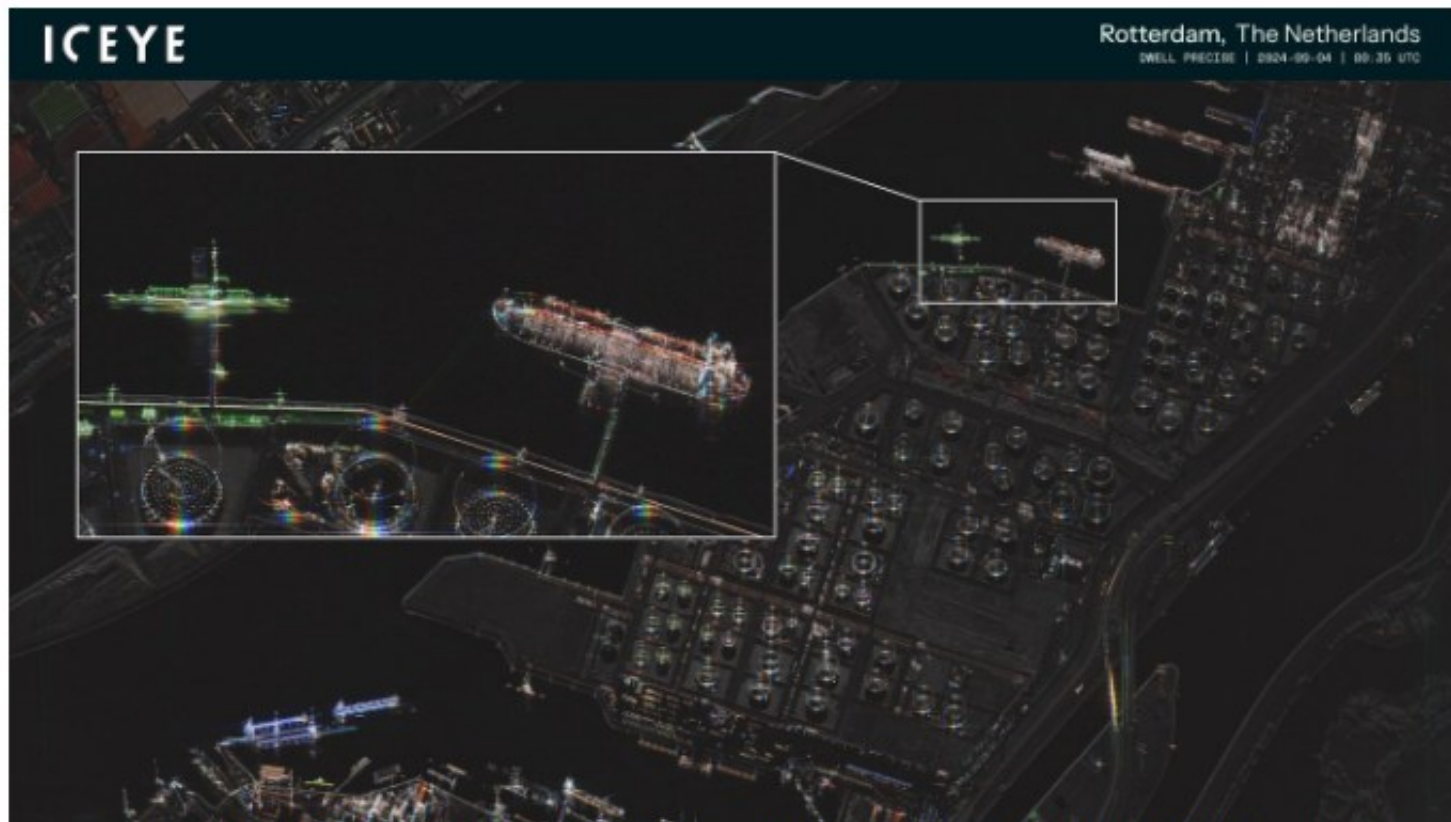 ICEYE
Rotterdam, The Netherlands
DWELL PRECISE | 2024-09-04 | 09:35 UTC